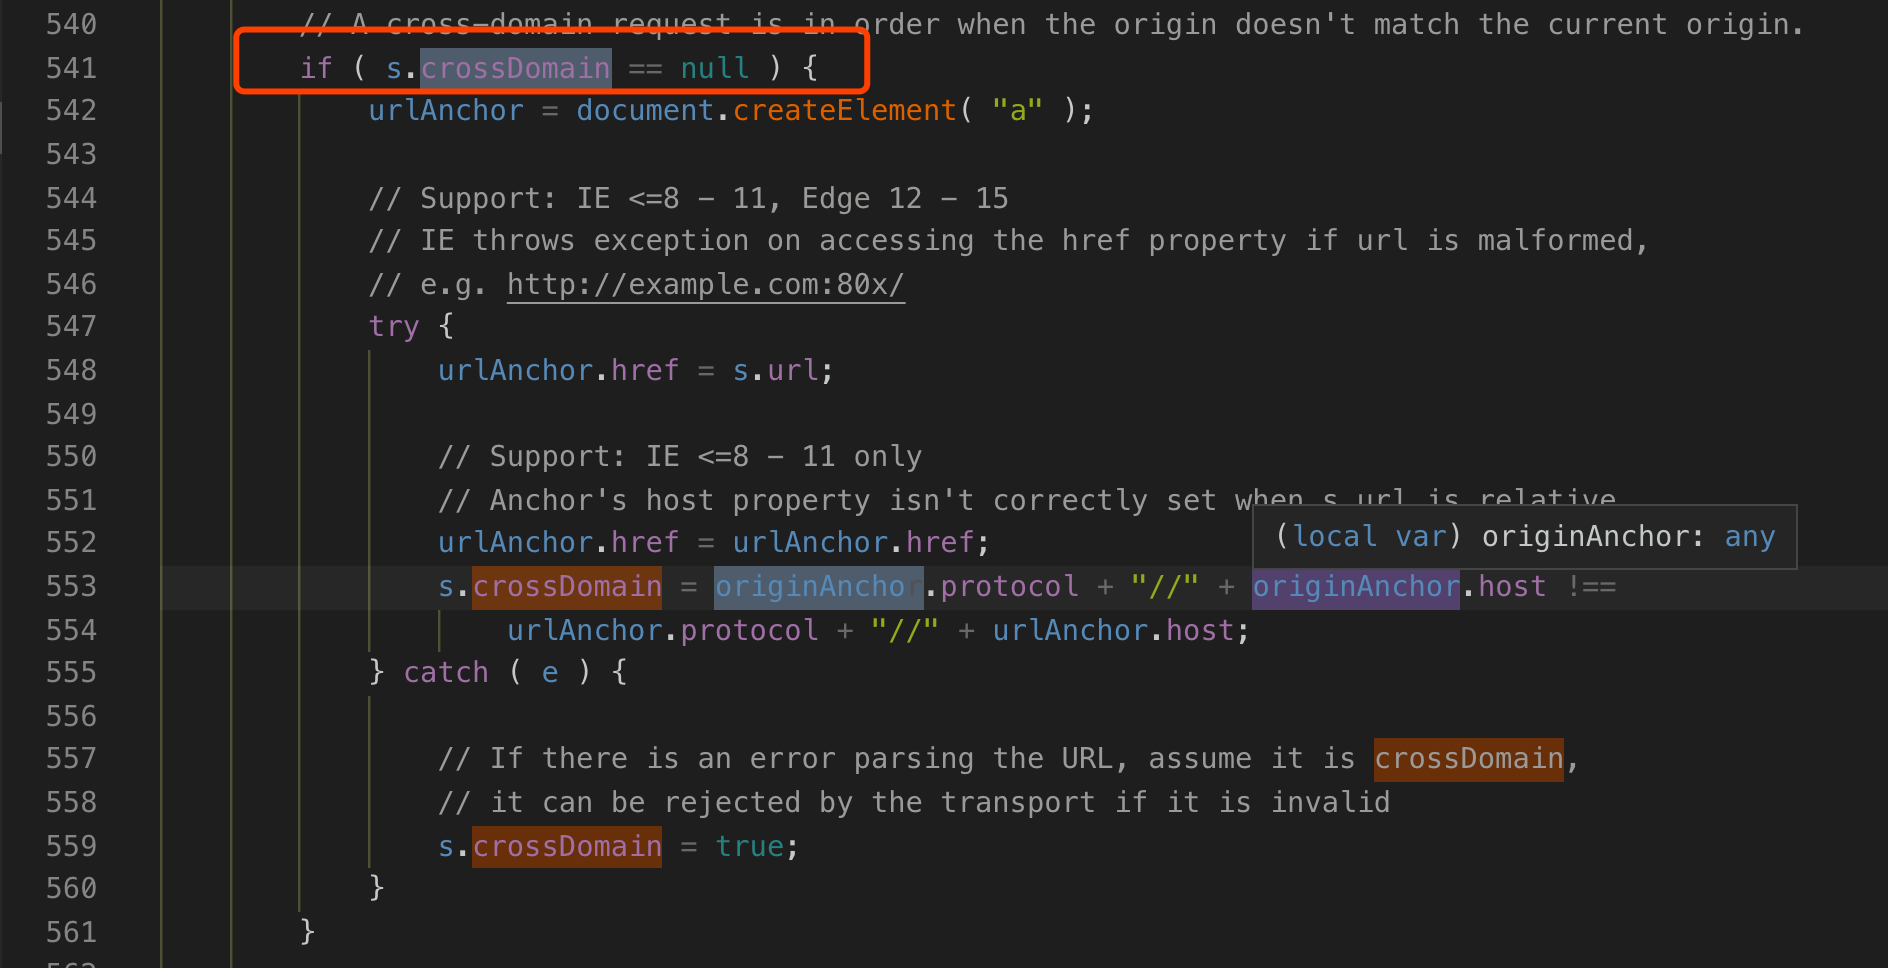 540 // A cross-domain request is in order when the origin doesn't match the current origin.
541 if ( s.crossDomain == null ) {
542 urlAnchor = document.createElement( "a" );
543
544 // Support: IE <=8 - 11, Edge 12 - 15
545 // IE throws exception on accessing the href property if url is malformed,
546 // e.g. http://example.com:80x/
547 try {
548 urlAnchor.href = s.url;
549
550 // Support: IE <=8 - 11 only
551 // Anchor's host property isn't correctly set when s.url is relative
(local var) originAnchor: any
552 urlAnchor.href = urlAnchor.href;
553 s.crossDomain = originAnchor.protocol + "//" + originAnchor.host !==
554 urlAnchor.protocol + "//" + urlAnchor.host;
555 } catch ( e ) {
556
557 // If there is an error parsing the URL, assume it is crossDomain,
558 // it can be rejected by the transport if it is invalid
559 s.crossDomain = true;
560 }
561 }